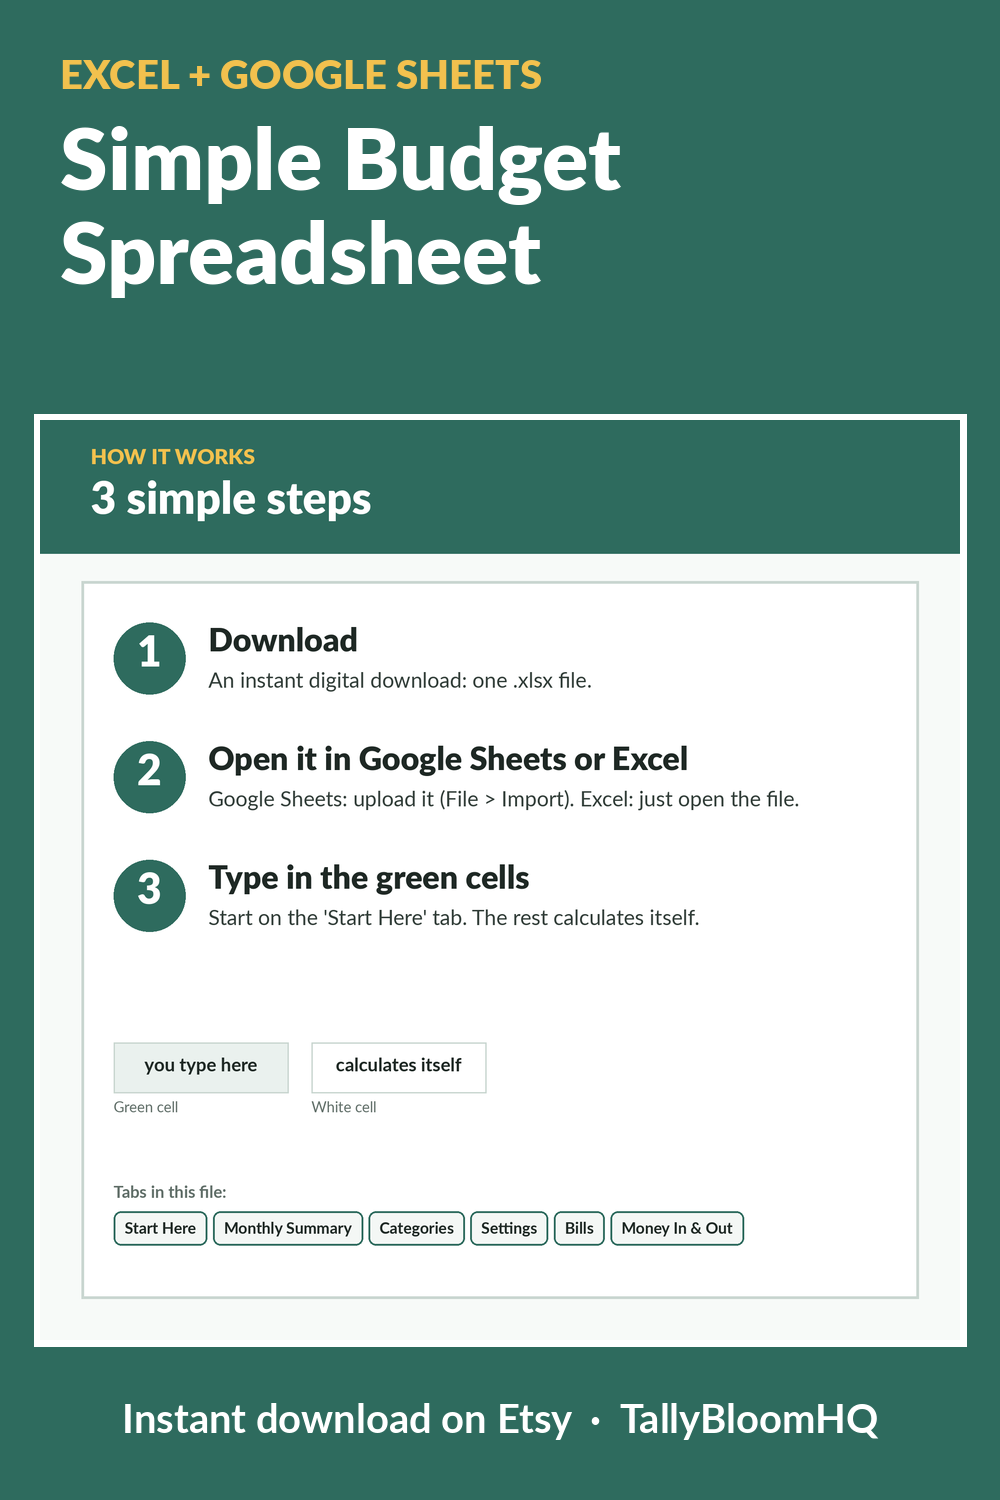 EXCEL + GOOGLE SHEETS
Simple Budget
Spreadsheet
HOW IT WORKS
3 simple steps
1
Download
An instant digital download: one .xlsx file.
2
Open it in Google Sheets or Excel
Google Sheets: upload it (File > Import). Excel: just open the file.
3
Type in the green cells
Start on the 'Start Here' tab. The rest calculates itself.
you type here
calculates itself
Green cell
White cell
Tabs in this file:
Start Here
Monthly Summary
Categories
Settings
Bills
Money In & Out
Instant download on Etsy · TallyBloomHQ